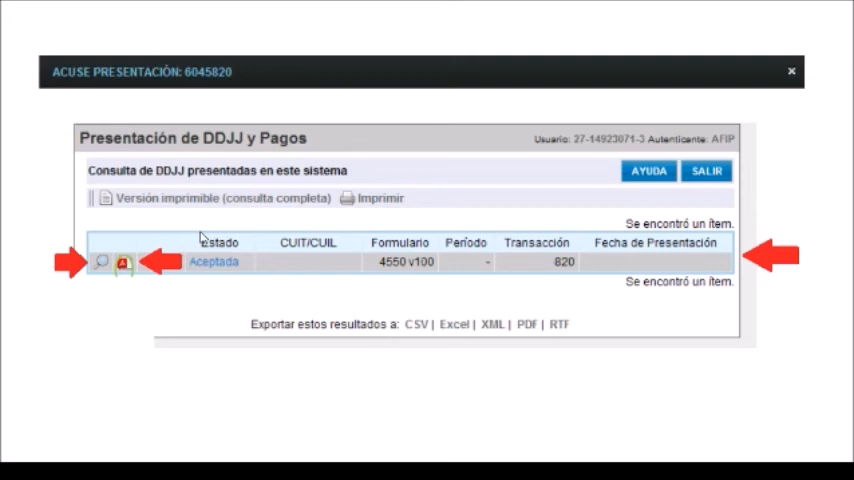 ACUSE PRESENTACIÓN: 6045820 ×
Presentación de DDJJ y Pagos Usuario: 27-14923071-3 Autenticante: AFIP
Consulta de DDJJ presentadas en este sistema AYUDA SALIR
Versión imprimible (consulta completa) Imprimir
Se encontró un ítem.
Estado CUIT/CUIL Formulario Período Transacción Fecha de Presentación
Aceptada 4550 v100 - 820
Se encontró un ítem.
Exportar estos resultados a: CSV | Excel | XML | PDF | RTF